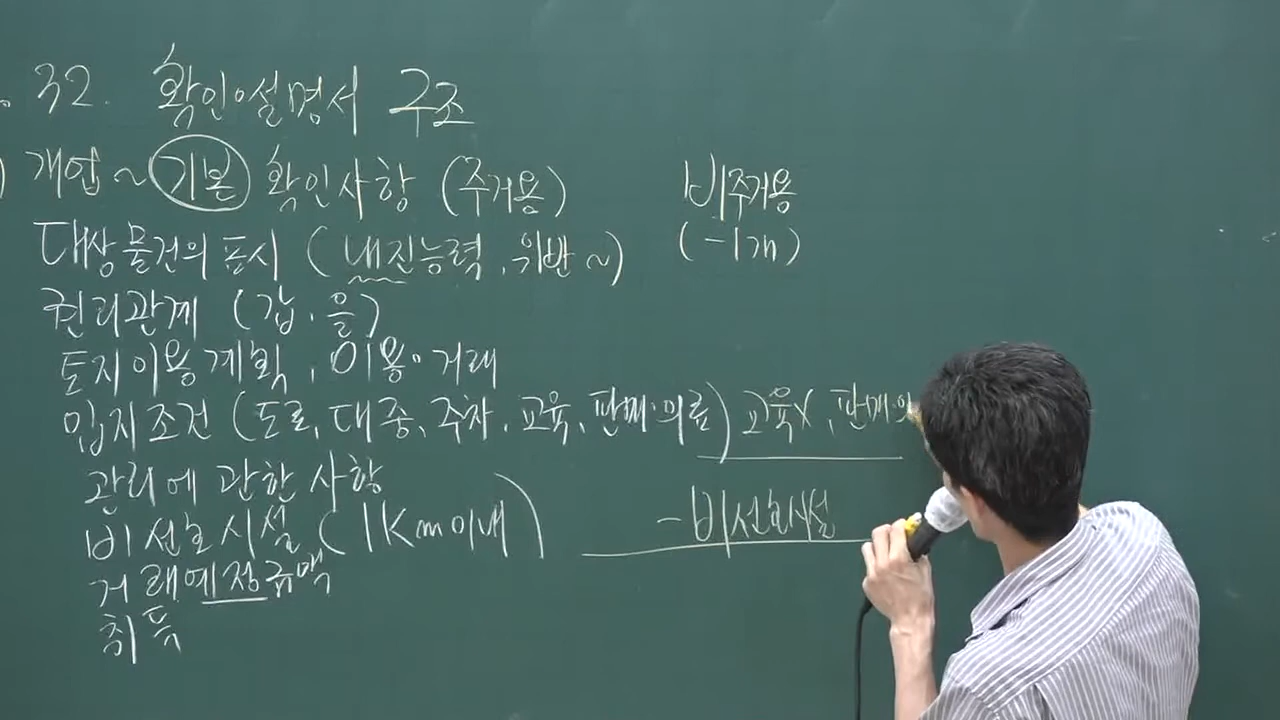 32. 확인·설명서 구조
) 개업~기본 확인사항 (주거용)
비주거용
대상물건의 표시 (내진능력, 위반~)
(-1개)
권리관계 (갑·을)
토지이용계획, 이용·거래
입지조건 (도로, 대중, 주차, 교육, 판매·의료) 교육X, 판매·의
관리에 관한 사항
비선호시설 (1Km이내)
-비선호시설
거래예정금액
취득